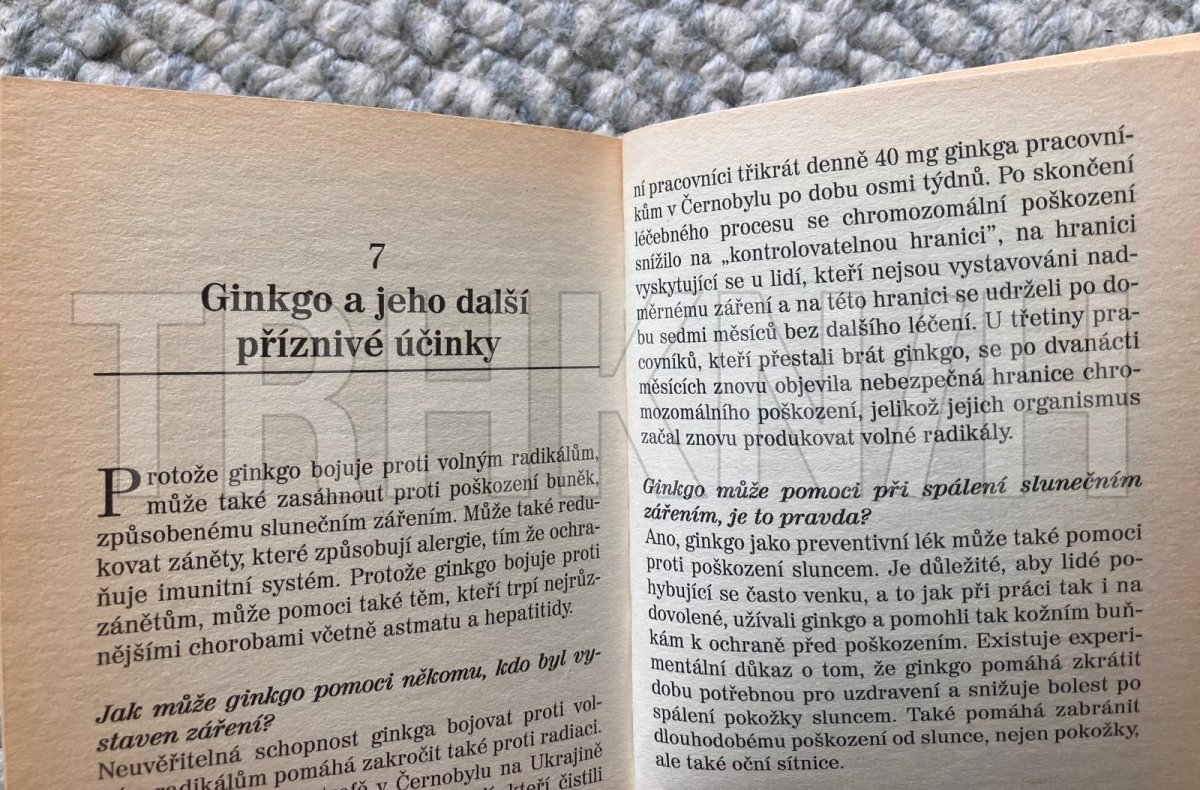 7
Ginkgo a jeho další
příznivé účinky
Protože ginkgo bojuje proti volným radikálům,
může také zasáhnout proti poškození buněk,
způsobenému slunečním zářením. Může také redu-
kovat záněty, které způsobují alergie, tím že ochra-
ňuje imunitní systém. Protože ginkgo bojuje proti
zánětům, může pomoci také těm, kteří trpí nejrůz-
nějšími chorobami včetně astmatu a hepatitidy.
Jak může ginkgo pomoci někomu, kdo byl vy-
staven záření?
Neuvěřitelná schopnost ginkga bojovat proti vol-
radikálům pomáhá zakročit také proti radiaci.
v Černobylu na Ukrajině
kteří čistili
ní pracovníci třikrát denně 40 mg ginkga pracovní-
kům v Černobylu po dobu osmi týdnů. Po skončení
léčebného procesu se chromozomální poškození
snížilo na „kontrolovatelnou hranici”, na hranici
vyskytující se u lidí, kteří nejsou vystavováni nad-
měrnému záření a na této hranici se udrželi po do-
bu sedmi měsíců bez dalšího léčení. U třetiny pra-
covníků, kteří přestali brát ginkgo, se po dvanácti
měsících znovu objevila nebezpečná hranice chro-
mozomálního poškození, jelikož jejich organismus
začal znovu produkovat volné radikály.
Ginkgo může pomoci při spálení slunečním
zářením, je to pravda?
Ano, ginkgo jako preventivní lék může také pomoci
proti poškození sluncem. Je důležité, aby lidé po-
hybující se často venku, a to jak při práci tak i na
dovolené, užívali ginkgo a pomohli tak kožním buň-
kám k ochraně před poškozením. Existuje experi-
mentální důkaz o tom, že ginkgo pomáhá zkrátit
dobu potřebnou pro uzdravení a snižuje bolest po
spálení pokožky sluncem. Také pomáhá zabránit
dlouhodobému poškození od slunce, nejen pokožky,
ale také oční sítnice.
TRHKNIH